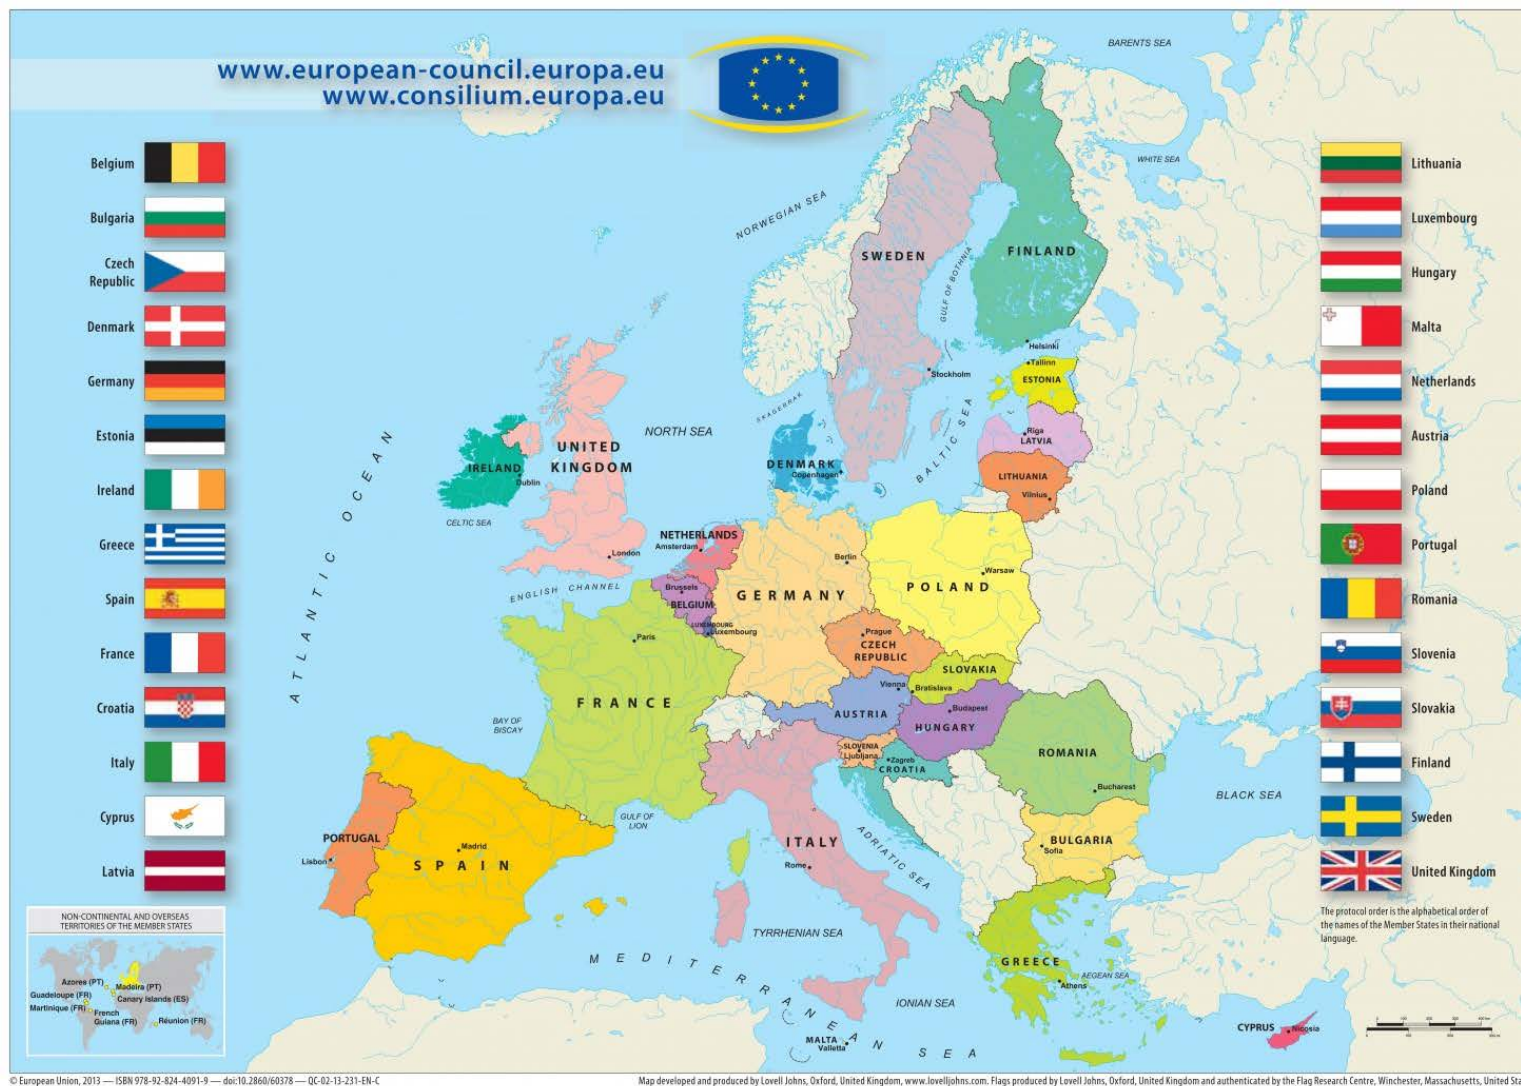 www.european-council.europa.eu
www.consilium.europa.eu
Belgium
Bulgaria
Czech
Republic
Denmark
Germany
Estonia
Ireland
Greece
Spain
France
Croatia
Italy
Cyprus
Latvia
Lithuania
Luxembourg
Hungary
Malta
Netherlands
Austria
Poland
Portugal
Romania
Slovenia
Slovakia
Finland
Sweden
United Kingdom
The protocol order is the alphabetical order of
the names of the Member States in their national
language.
BARENTS SEA
WHITE SEA
NORWEGIAN SEA
SWEDEN
FINLAND
GULF OF BOTHNIA
Helsinki
Tallinn
ESTONIA
Stockholm
SKAGERRAK
BALTIC SEA
Riga
LATVIA
LITHUANIA
Vilnius
NORTH SEA
DENMARK
Copenhagen
UNITED
KINGDOM
IRELAND
Dublin
CELTIC SEA
London
ATLANTIC OCEAN
ENGLISH CHANNEL
NETHERLANDS
Amsterdam
Brussels
BELGIUM
LUXEMBOURG
Luxembourg
Berlin
GERMANY
POLAND
Warsaw
Prague
CZECH
REPUBLIC
SLOVAKIA
Bratislava
Vienna
AUSTRIA
Budapest
HUNGARY
Paris
FRANCE
BAY OF
BISCAY
SLOVENIA
Ljubljana
Zagreb
CROATIA
ROMANIA
Bucharest
BLACK SEA
BULGARIA
Sofia
GULF OF
LION
PORTUGAL
Lisbon
Madrid
SPAIN
ITALY
Rome
ADRIATIC SEA
TYRRHENIAN SEA
MEDITERRANEAN SEA
IONIAN SEA
GREECE
AEGEAN SEA
Athens
MALTA
Valletta
CYPRUS
Nicosia
NON-CONTINENTAL AND OVERSEAS
TERRITORIES OF THE MEMBER STATES
Azores (PT)
Madeira (PT)
Guadeloupe (FR)
Canary Islands (ES)
Martinique (FR)
French
Guiana (FR)
Réunion (FR)
© European Union, 2013 — ISBN 978-92-824-4091-9 — doi:10.2860/60378 — QC-02-13-231-EN-C
Map developed and produced by Lovell Johns, Oxford, United Kingdom, www.lovelljohns.com. Flags produced by Lovell Johns, Oxford, United Kingdom and authenticated by the Flag Research Centre, Winchester, Massachusetts, United Sta